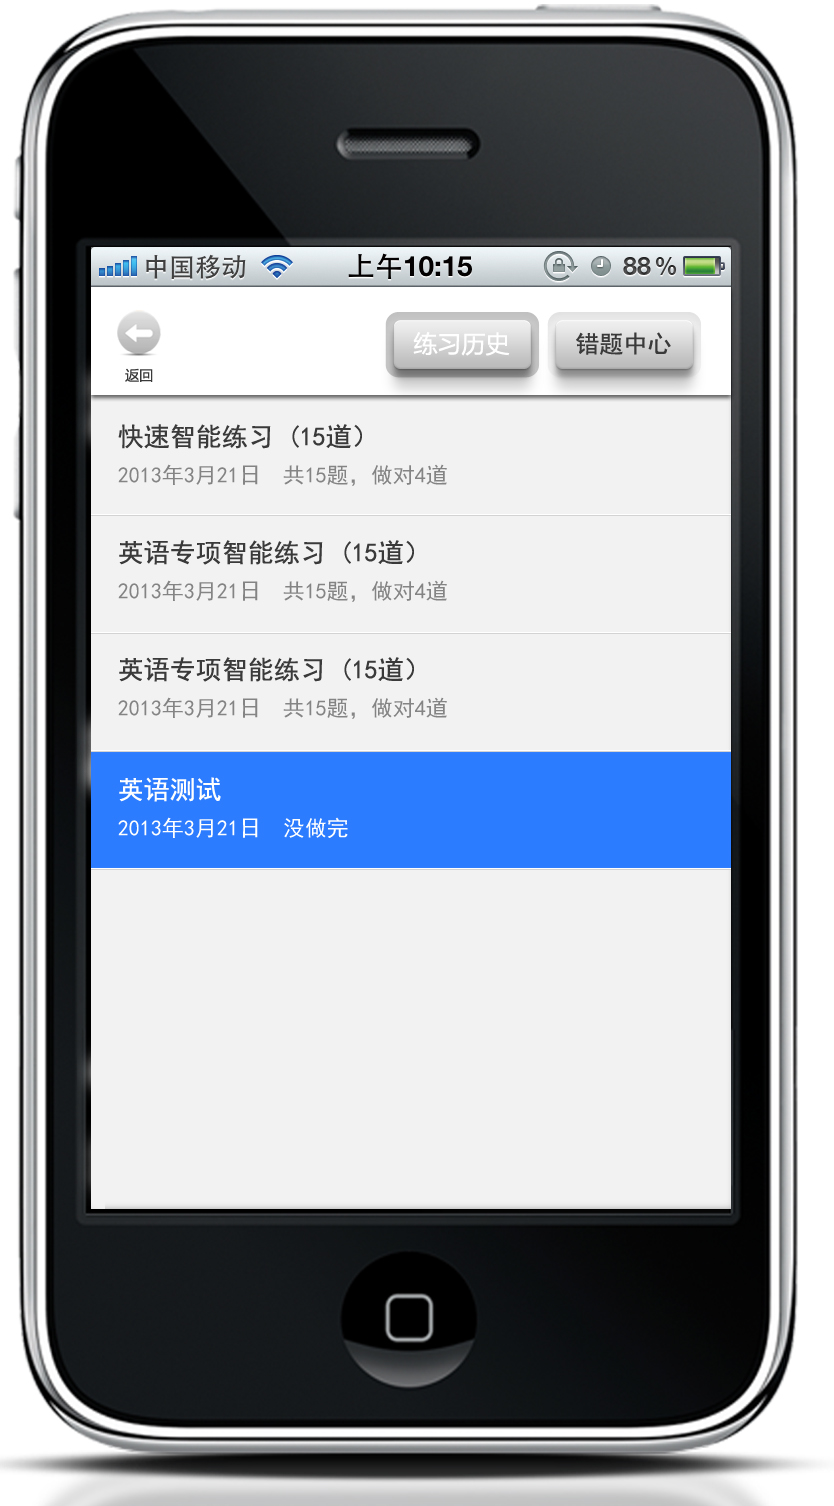 中国移动 上午10:15 88%
返回 练习历史 错题中心
快速智能练习（15道）
2013年3月21日 共15题，做对4道
英语专项智能练习（15道）
2013年3月21日 共15题，做对4道
英语专项智能练习（15道）
2013年3月21日 共15题，做对4道
英语测试
2013年3月21日 没做完